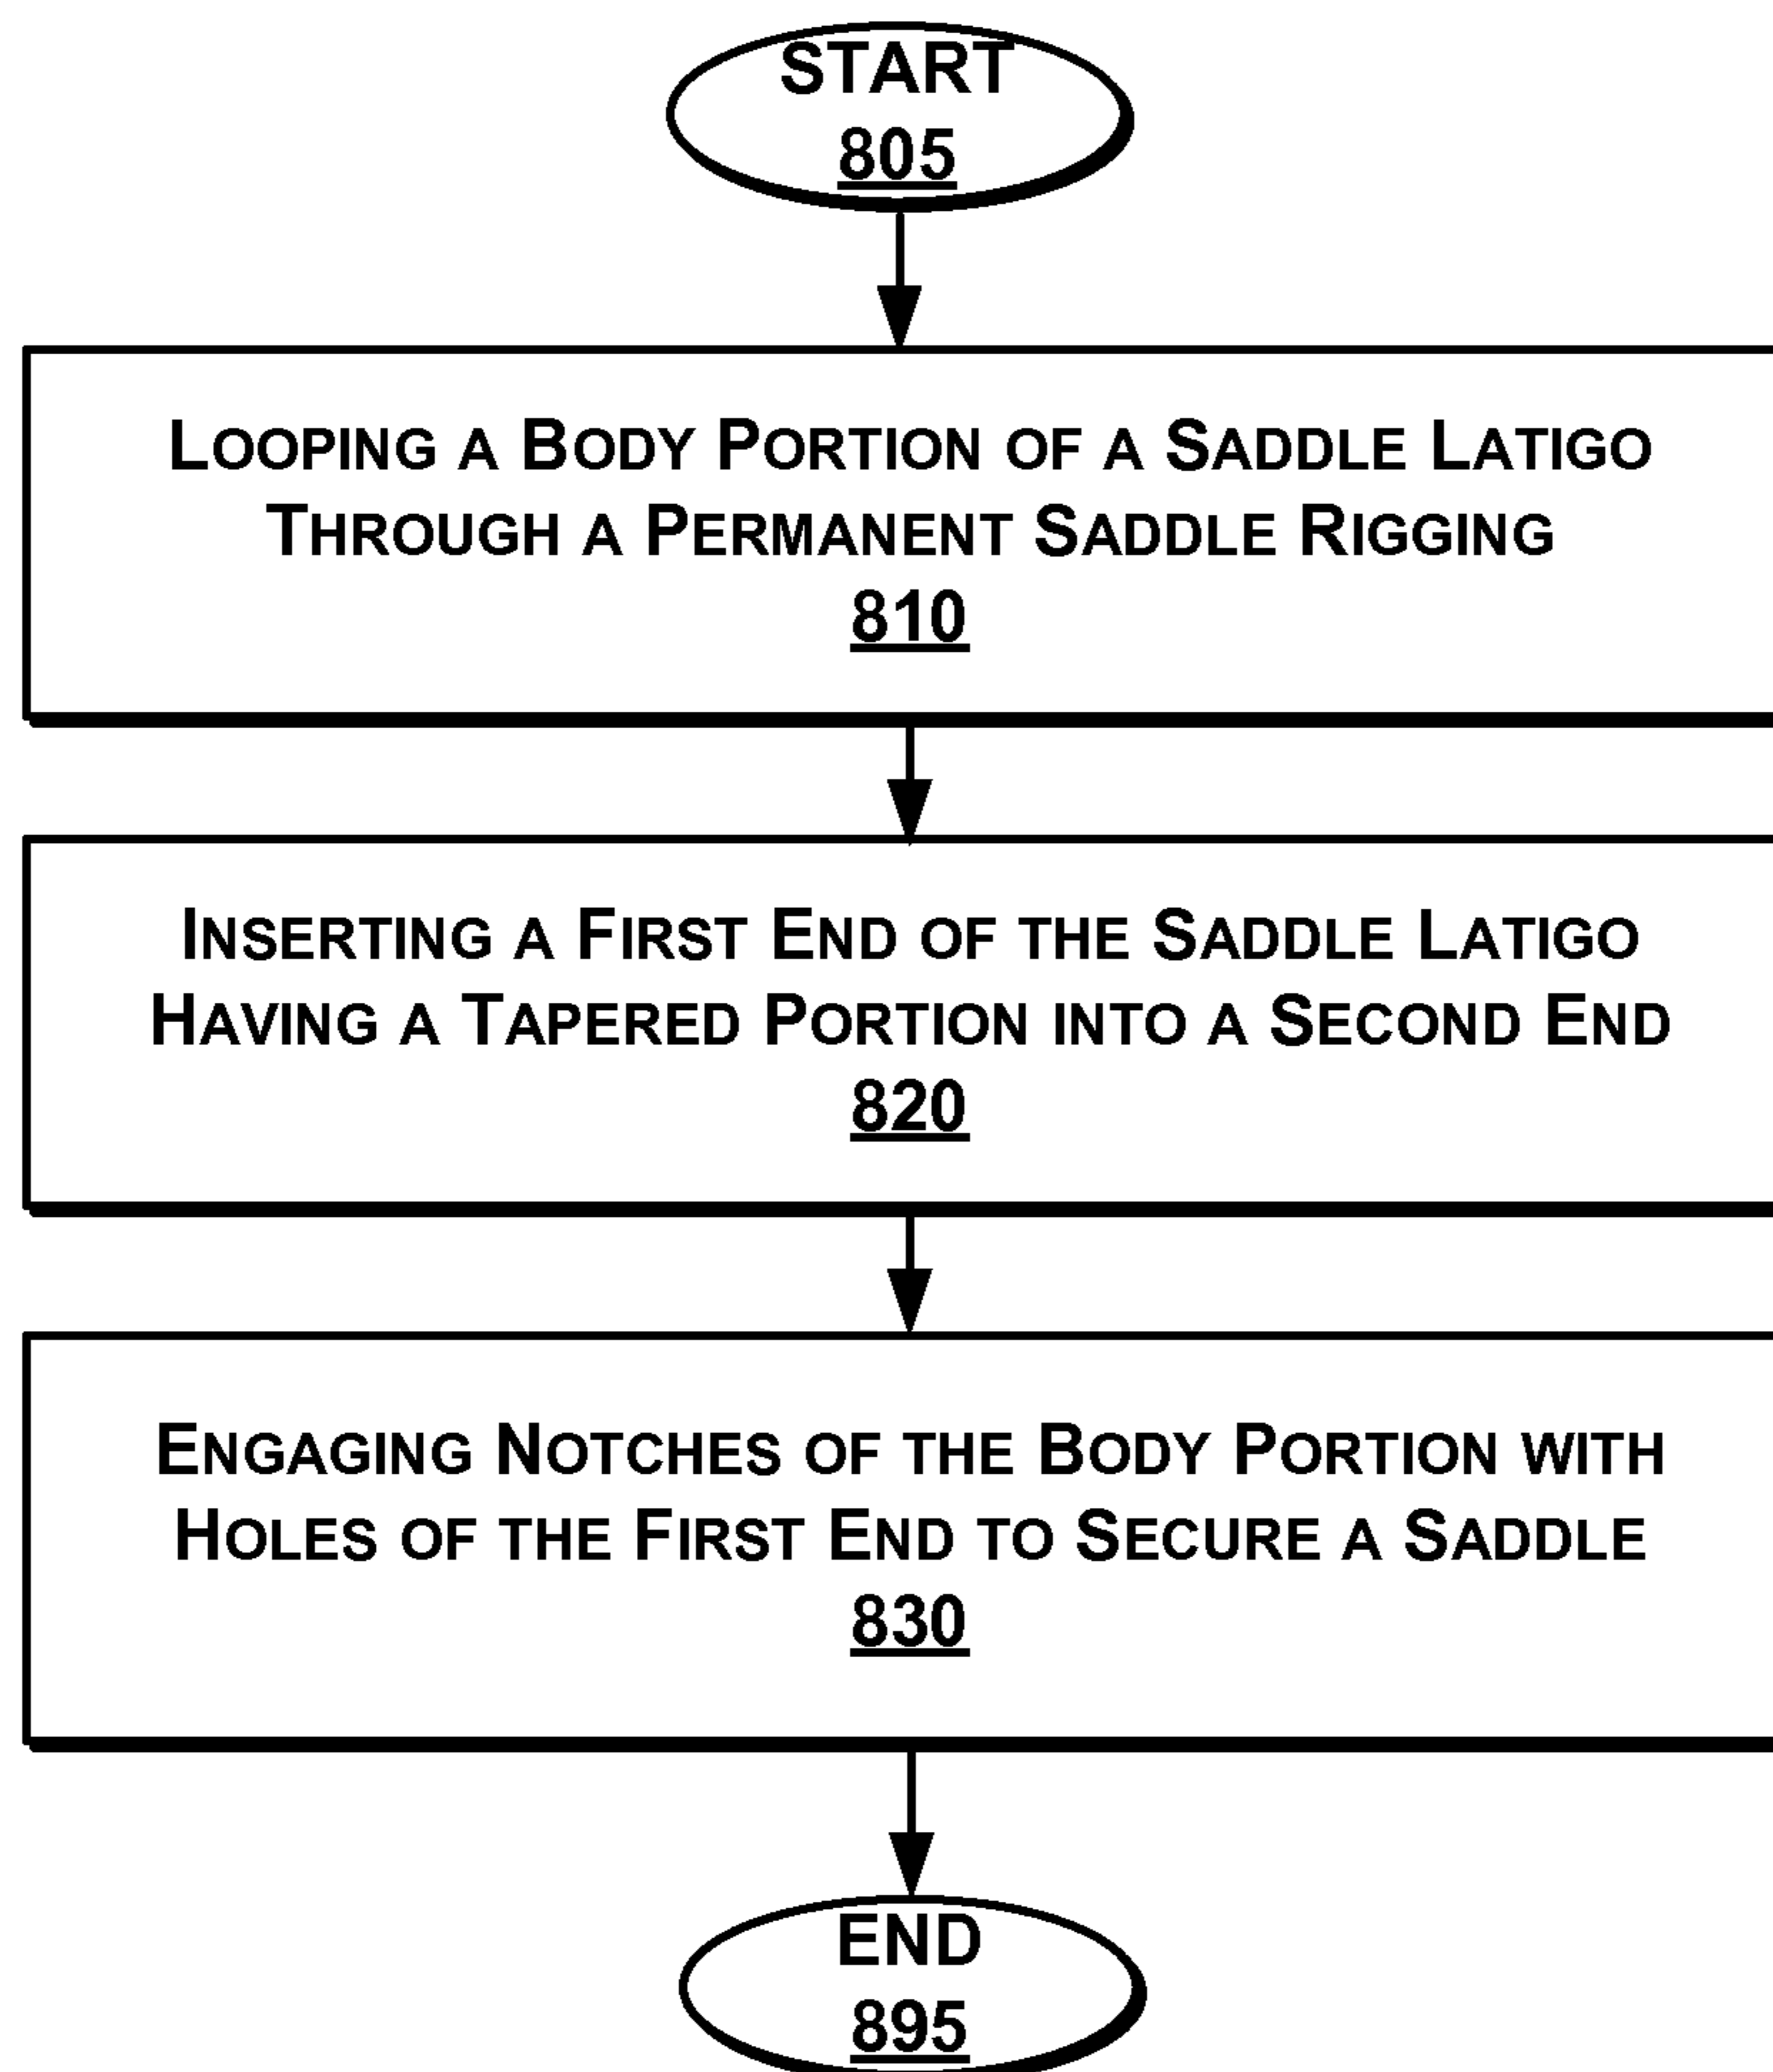 START
805
LOOPING A BODY PORTION OF A SADDLE LATIGO
THROUGH A PERMANENT SADDLE RIGGING
810
INSERTING A FIRST END OF THE SADDLE LATIGO
HAVING A TAPERED PORTION INTO A SECOND END
820
ENGAGING NOTCHES OF THE BODY PORTION WITH
HOLES OF THE FIRST END TO SECURE A SADDLE
830
END
895